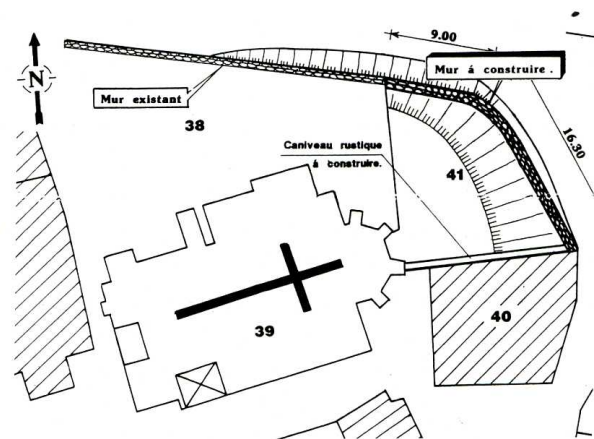 9.00
Mur á construire.
N
Mur existant
38
Caniveau rustique
á construire.
16.30
41
39
40